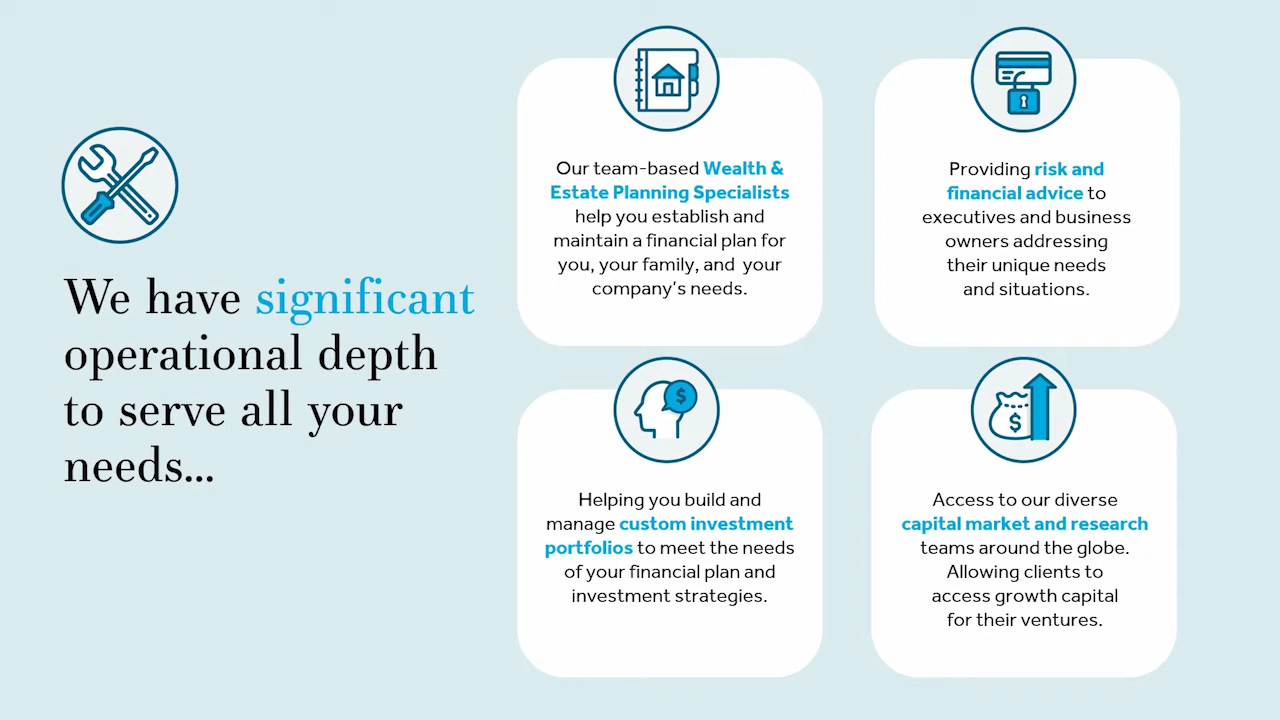 We have significant
operational depth
to serve all your
needs...
Our team-based Wealth &
Estate Planning Specialists
help you establish and
maintain a financial plan for
you, your family, and your
company's needs.
Providing risk and
financial advice to
executives and business
owners addressing
their unique needs
and situations.
Helping you build and
manage custom investment
portfolios to meet the needs
of your financial plan and
investment strategies.
Access to our diverse
capital market and research
teams around the globe.
Allowing clients to
access growth capital
for their ventures.